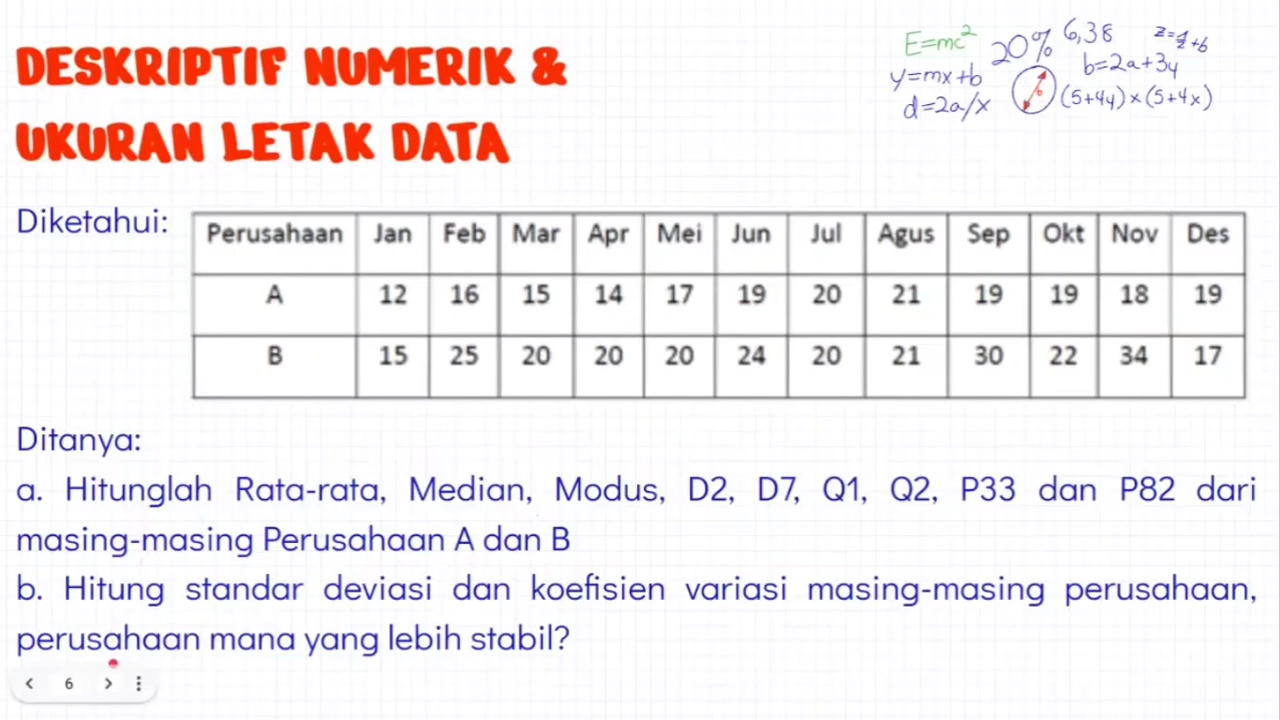 DESKRIPTIF NUMERIK &
UKURAN LETAK DATA
E=mc²
20%
6,38
y=mx+b
b=2a+3y
d=2a/x
(5+4y)x(5+4x)
Diketahui:
Perusahaan Jan Feb Mar Apr Mei Jun Jul Agus Sep Okt Nov Des
A 12 16 15 14 17 19 20 21 19 19 18 19
B 15 25 20 20 20 24 20 21 30 22 34 17
Ditanya:
a. Hitunglah Rata-rata, Median, Modus, D2, D7, Q1, Q2, P33 dan P82 dari
masing-masing Perusahaan A dan B
b. Hitung standar deviasi dan koefisien variasi masing-masing perusahaan,
perusahaan mana yang lebih stabil?
6